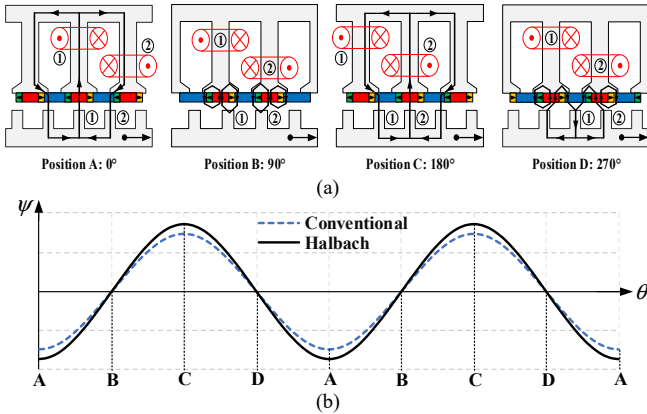 ① ②
① ②
Position A: 0°
①
②
① ②
Position B: 90°
① ②
① ②
Position C: 180°
①
②
① ②
Position D: 270°
(a)
ψ
Conventional
Halbach
θ
A B C D A B C D A
(b)